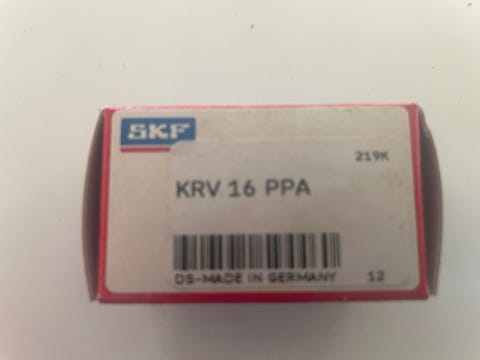 SKF
219K
KRV 16 PPA
DS-MADE IN GERMANY 12